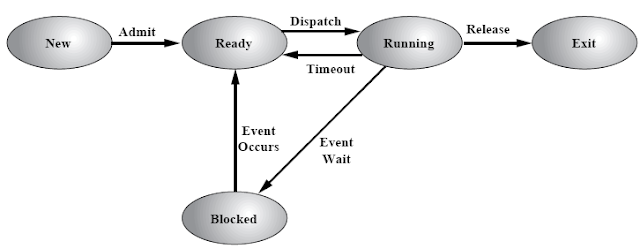 Dispatch
Release
Admit
New
Ready
Running
Exit
Timeout
Event
Occurs
Event
Wait
Blocked